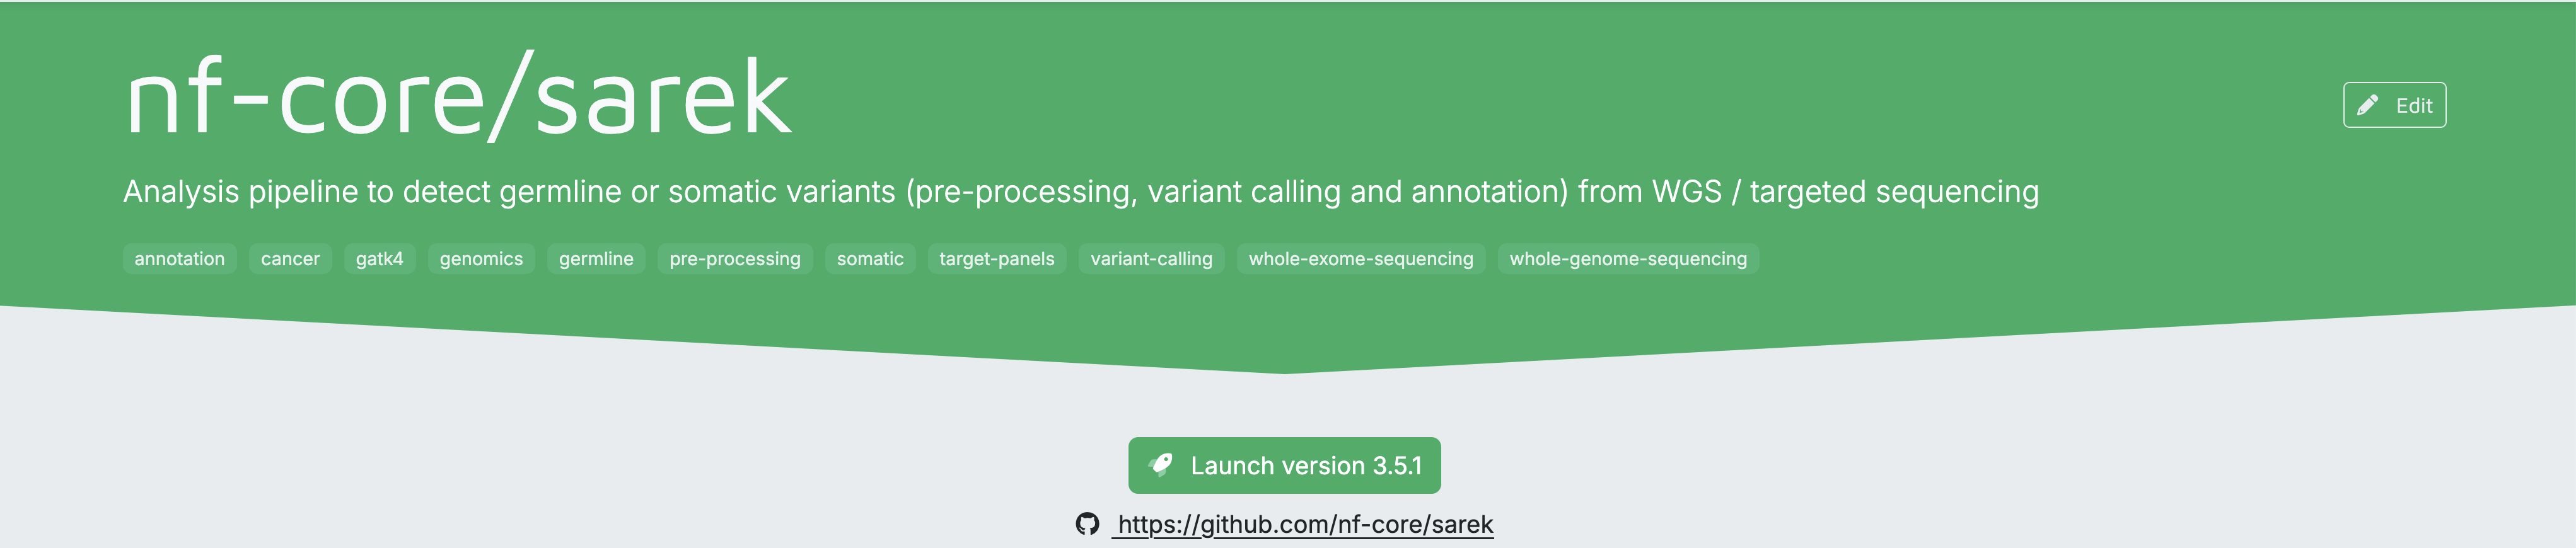 nf-core/sarek
Edit
Analysis pipeline to detect germline or somatic variants (pre-processing, variant calling and annotation) from WGS / targeted sequencing
annotation cancer gatk4 genomics germline pre-processing somatic target-panels variant-calling whole-exome-sequencing whole-genome-sequencing
Launch version 3.5.1
https://github.com/nf-core/sarek